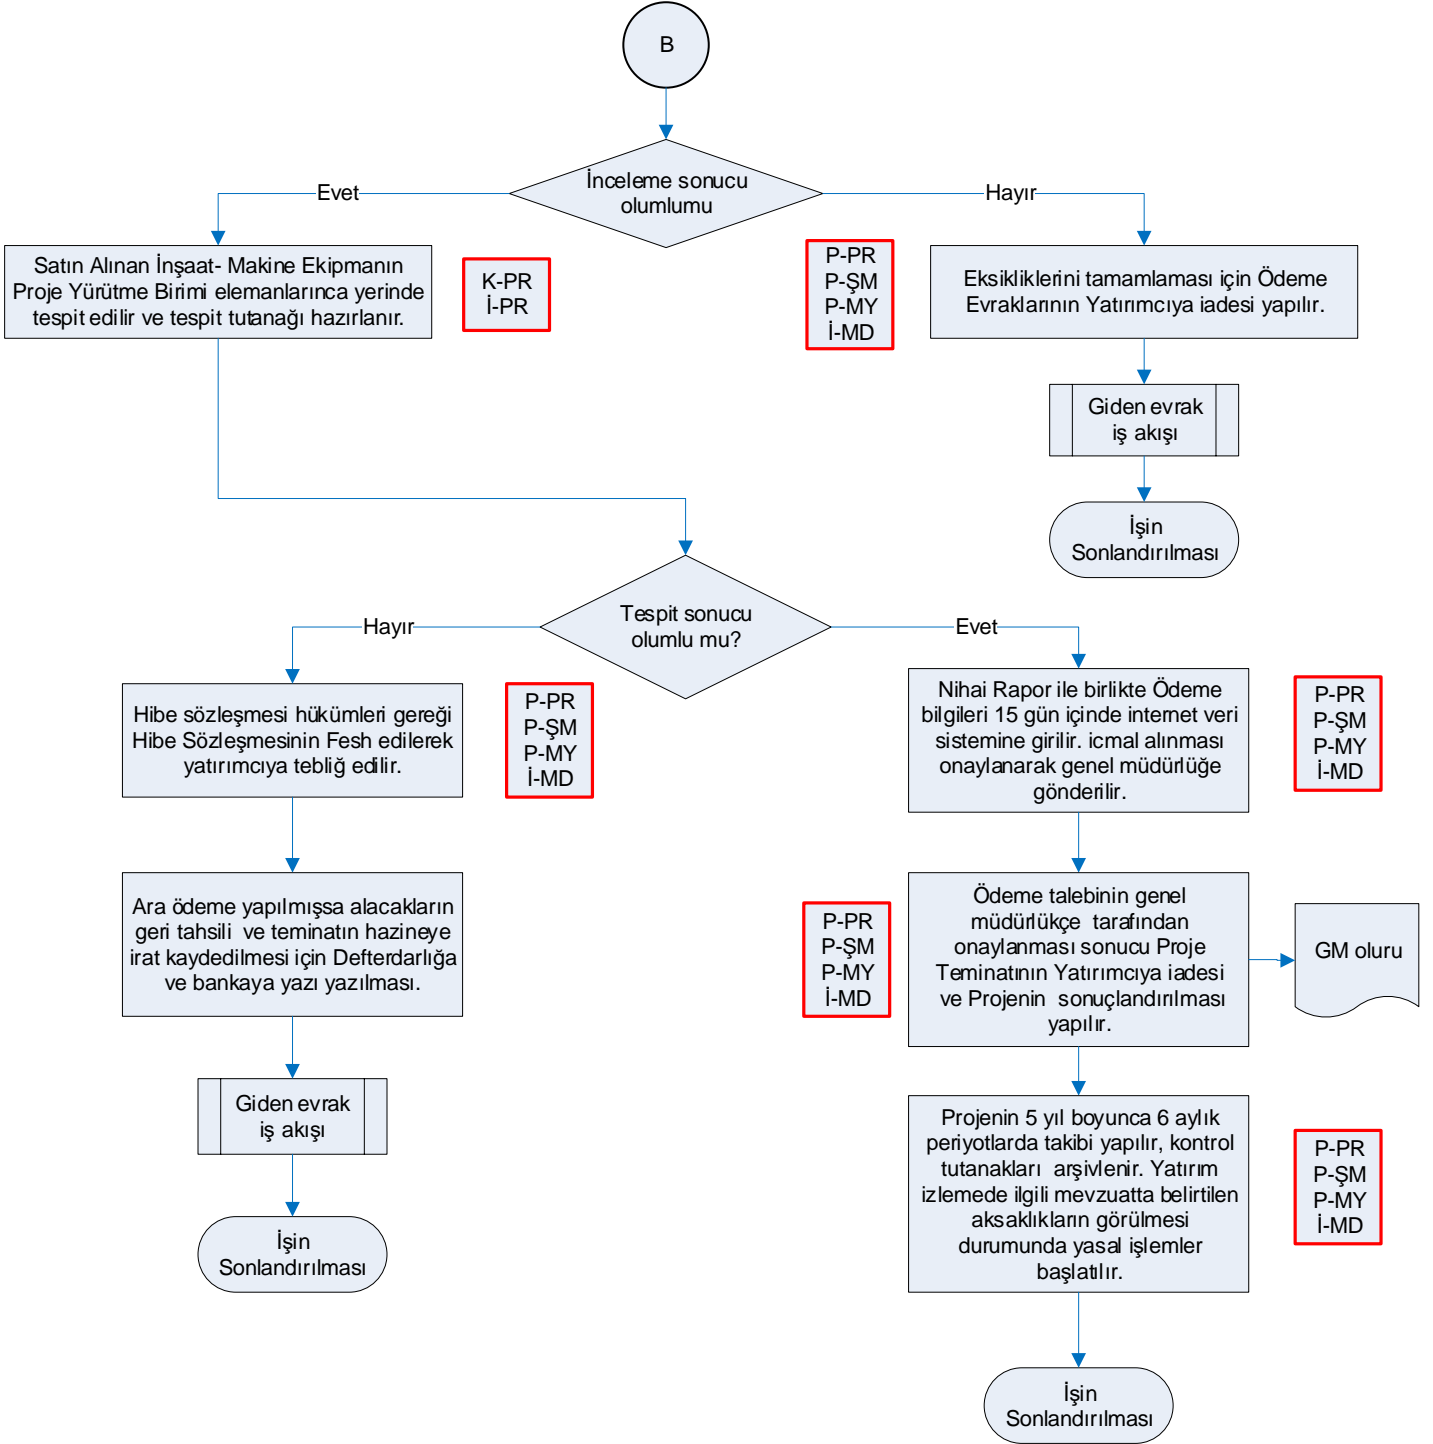 B
İnceleme sonucu
olumlumu
Evet
Hayır
Satın Alınan İnşaat- Makine Ekipmanın
Proje Yürütme Birimi elemanlarınca yerinde
tespit edilir ve tespit tutanağı hazırlanır.
K-PR
İ-PR
P-PR
P-ŞM
P-MY
İ-MD
Eksikliklerini tamamlaması için Ödeme
Evraklarının Yatırımcıya iadesi yapılır.
Giden evrak
iş akışı
İşin
Sonlandırılması
Tespit sonucu
olumlu mu?
Hayır
Evet
Hibe sözleşmesi hükümleri gereği
Hibe Sözleşmesinin Fesh edilerek
yatırımcıya tebliğ edilir.
P-PR
P-ŞM
P-MY
İ-MD
Nihai Rapor ile birlikte Ödeme
bilgileri 15 gün içinde internet veri
sistemine girilir. icmal alınması
onaylanarak genel müdürlüğe
gönderilir.
P-PR
P-ŞM
P-MY
İ-MD
Ara ödeme yapılmışsa alacakların
geri tahsili ve teminatın hazineye
irat kaydedilmesi için Defterdarlığa
ve bankaya yazı yazılması.
P-PR
P-ŞM
P-MY
İ-MD
Ödeme talebinin genel
müdürlükçe tarafından
onaylanması sonucu Proje
Teminatının Yatırımcıya iadesi
ve Projenin sonuçlandırılması
yapılır.
GM oluru
Giden evrak
iş akışı
Projenin 5 yıl boyunca 6 aylık
periyotlarda takibi yapılır, kontrol
tutanakları arşivlenir. Yatırım
izlemede ilgili mevzuatta belirtilen
aksaklıkların görülmesi
durumunda yasal işlemler
başlatılır.
P-PR
P-ŞM
P-MY
İ-MD
İşin
Sonlandırılması
İşin
Sonlandırılması